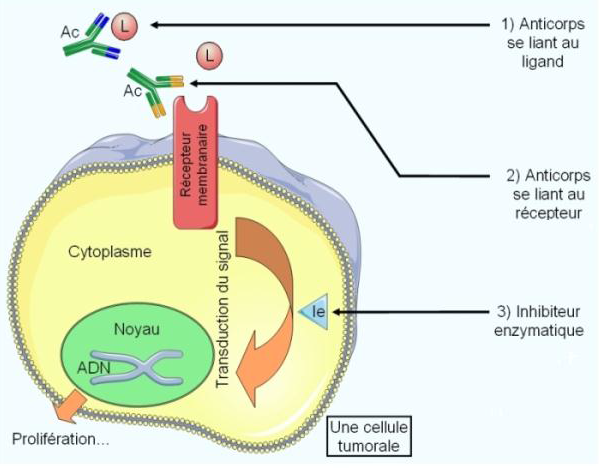 1) Anticorps
se liant au
ligand
Ac
L
L
Ac
2) Anticorps
se liant au
récepteur
Récepteur
membranaire
Cytoplasme
Transduction du signal
Ie
3) Inhibiteur
enzymatique
Noyau
ADN
Prolifération...
Une cellule
tumorale